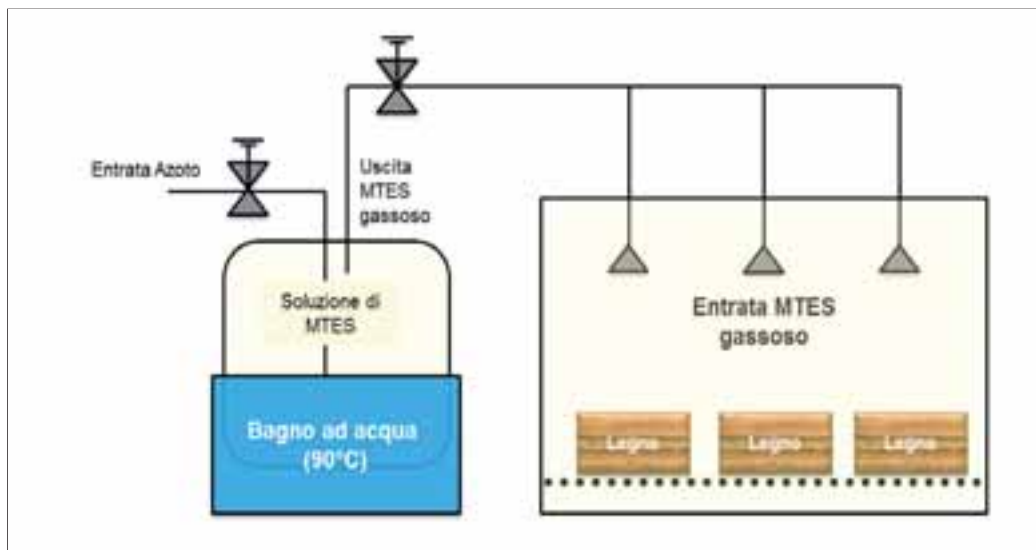 Entrata Azoto
Uscita
MTES
gassoso
Soluzione di
MTES
Bagno ad acqua
(90°C)
Entrata MTES
gassoso
Legno
Legno
Legno